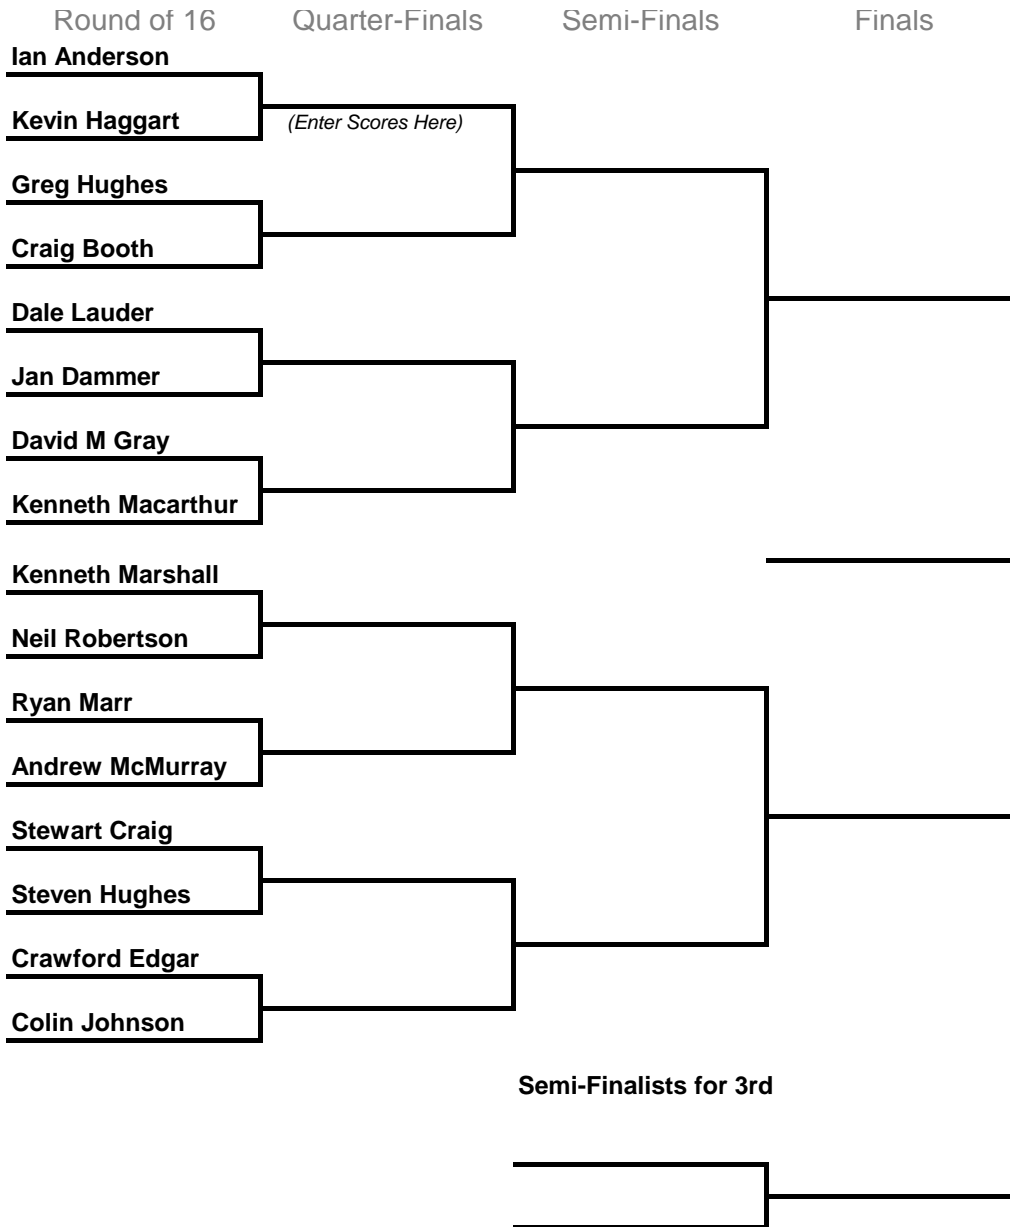 Round of 16 Quarter-Finals Semi-Finals Finals
Ian Anderson
Kevin Haggart
(Enter Scores Here)
Greg Hughes
Craig Booth
Dale Lauder
Jan Dammer
David M Gray
Kenneth Macarthur
Kenneth Marshall
Neil Robertson
Ryan Marr
Andrew McMurray
Stewart Craig
Steven Hughes
Crawford Edgar
Colin Johnson
Semi-Finalists for 3rd